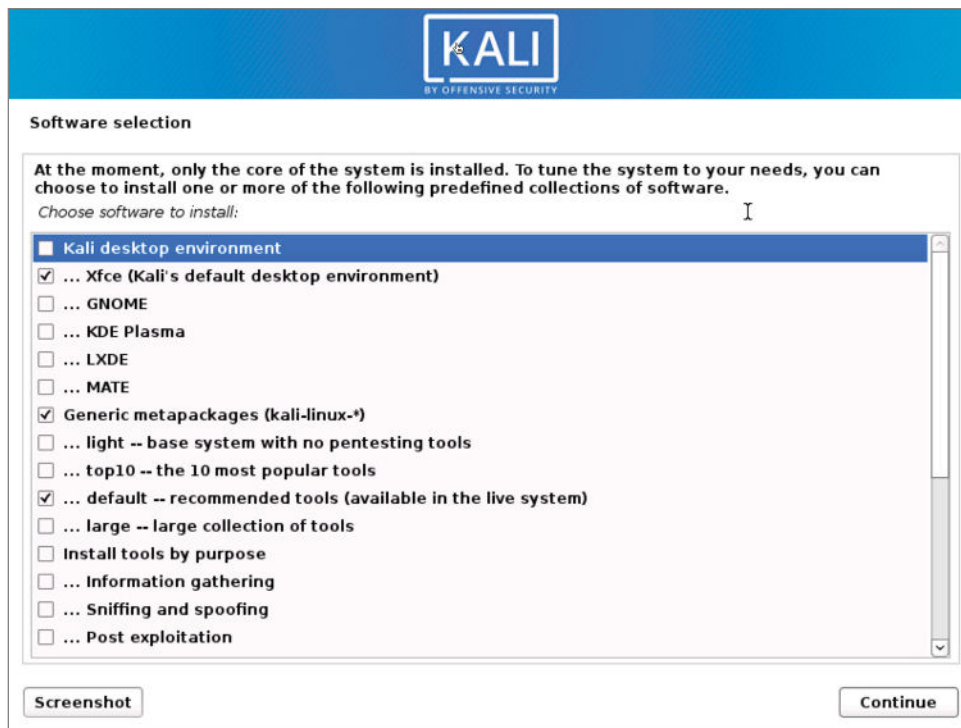 KALI
BY OFFENSIVE SECURITY
Software selection
At the moment, only the core of the system is installed. To tune the system to your needs, you can
choose to install one or more of the following predefined collections of software.
Choose software to install:
Kali desktop environment
... Xfce (Kali's default desktop environment)
... GNOME
... KDE Plasma
... LXDE
... MATE
Generic metapackages (kali-linux-*)
... light -- base system with no pentesting tools
... top10 -- the 10 most popular tools
... default -- recommended tools (available in the live system)
... large -- large collection of tools
Install tools by purpose
... Information gathering
... Sniffing and spoofing
... Post exploitation
Screenshot
Continue